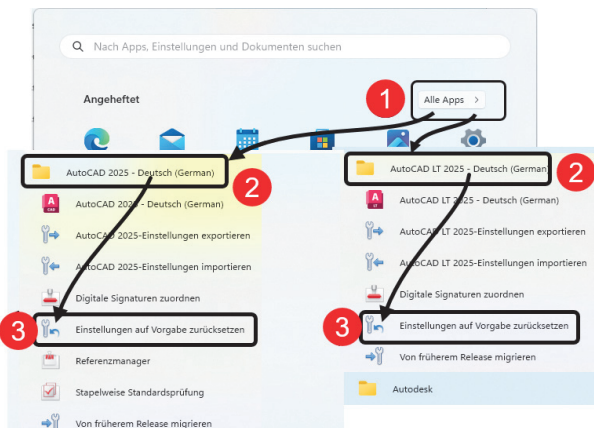 Nach Apps, Einstellungen und Dokumenten suchen
Angeheftet
1
Alle Apps >
AutoCAD 2025 - Deutsch (German)
2
AutoCAD 2025 - Deutsch (German)
AutoCAD 2025-Einstellungen exportieren
AutoCAD 2025-Einstellungen importieren
Digitale Signaturen zuordnen
3
Einstellungen auf Vorgabe zurücksetzen
Referenzmanager
Stapelweise Standardsprüfung
Von früherem Release migrieren
AutoCAD LT 2025 - Deutsch (German)
2
AutoCAD LT 2025 - Deutsch (German)
AutoCAD LT 2025-Einstellungen exportieren
AutoCAD LT 2025-Einstellungen importieren
Digitale Signaturen zuordnen
3
Einstellungen auf Vorgabe zurücksetzen
Von früherem Release migrieren
Autodesk